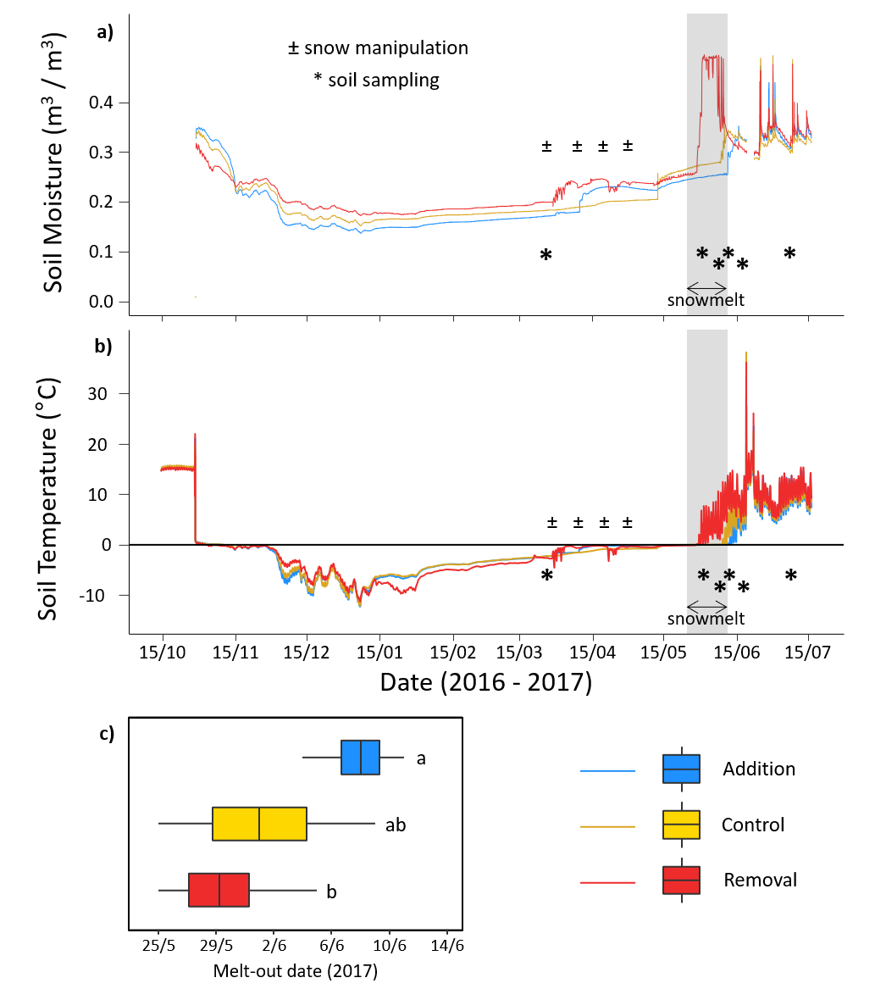 a)
± snow manipulation
* soil sampling
Soil Moisture (m³ / m³)
0.4
0.3
0.2
0.1
0.0
± ± ± ±
* * * * * *
snowmelt
b)
Soil Temperature (°C)
30
20
10
0
-10
± ± ± ±
* * * * * *
snowmelt
15/10 15/11 15/12 15/01 15/02 15/03 15/04 15/05 15/06 15/07
Date (2016 - 2017)
c)
a
ab
b
25/5 29/5 2/6 6/6 10/6 14/6
Melt-out date (2017)
Addition
Control
Removal